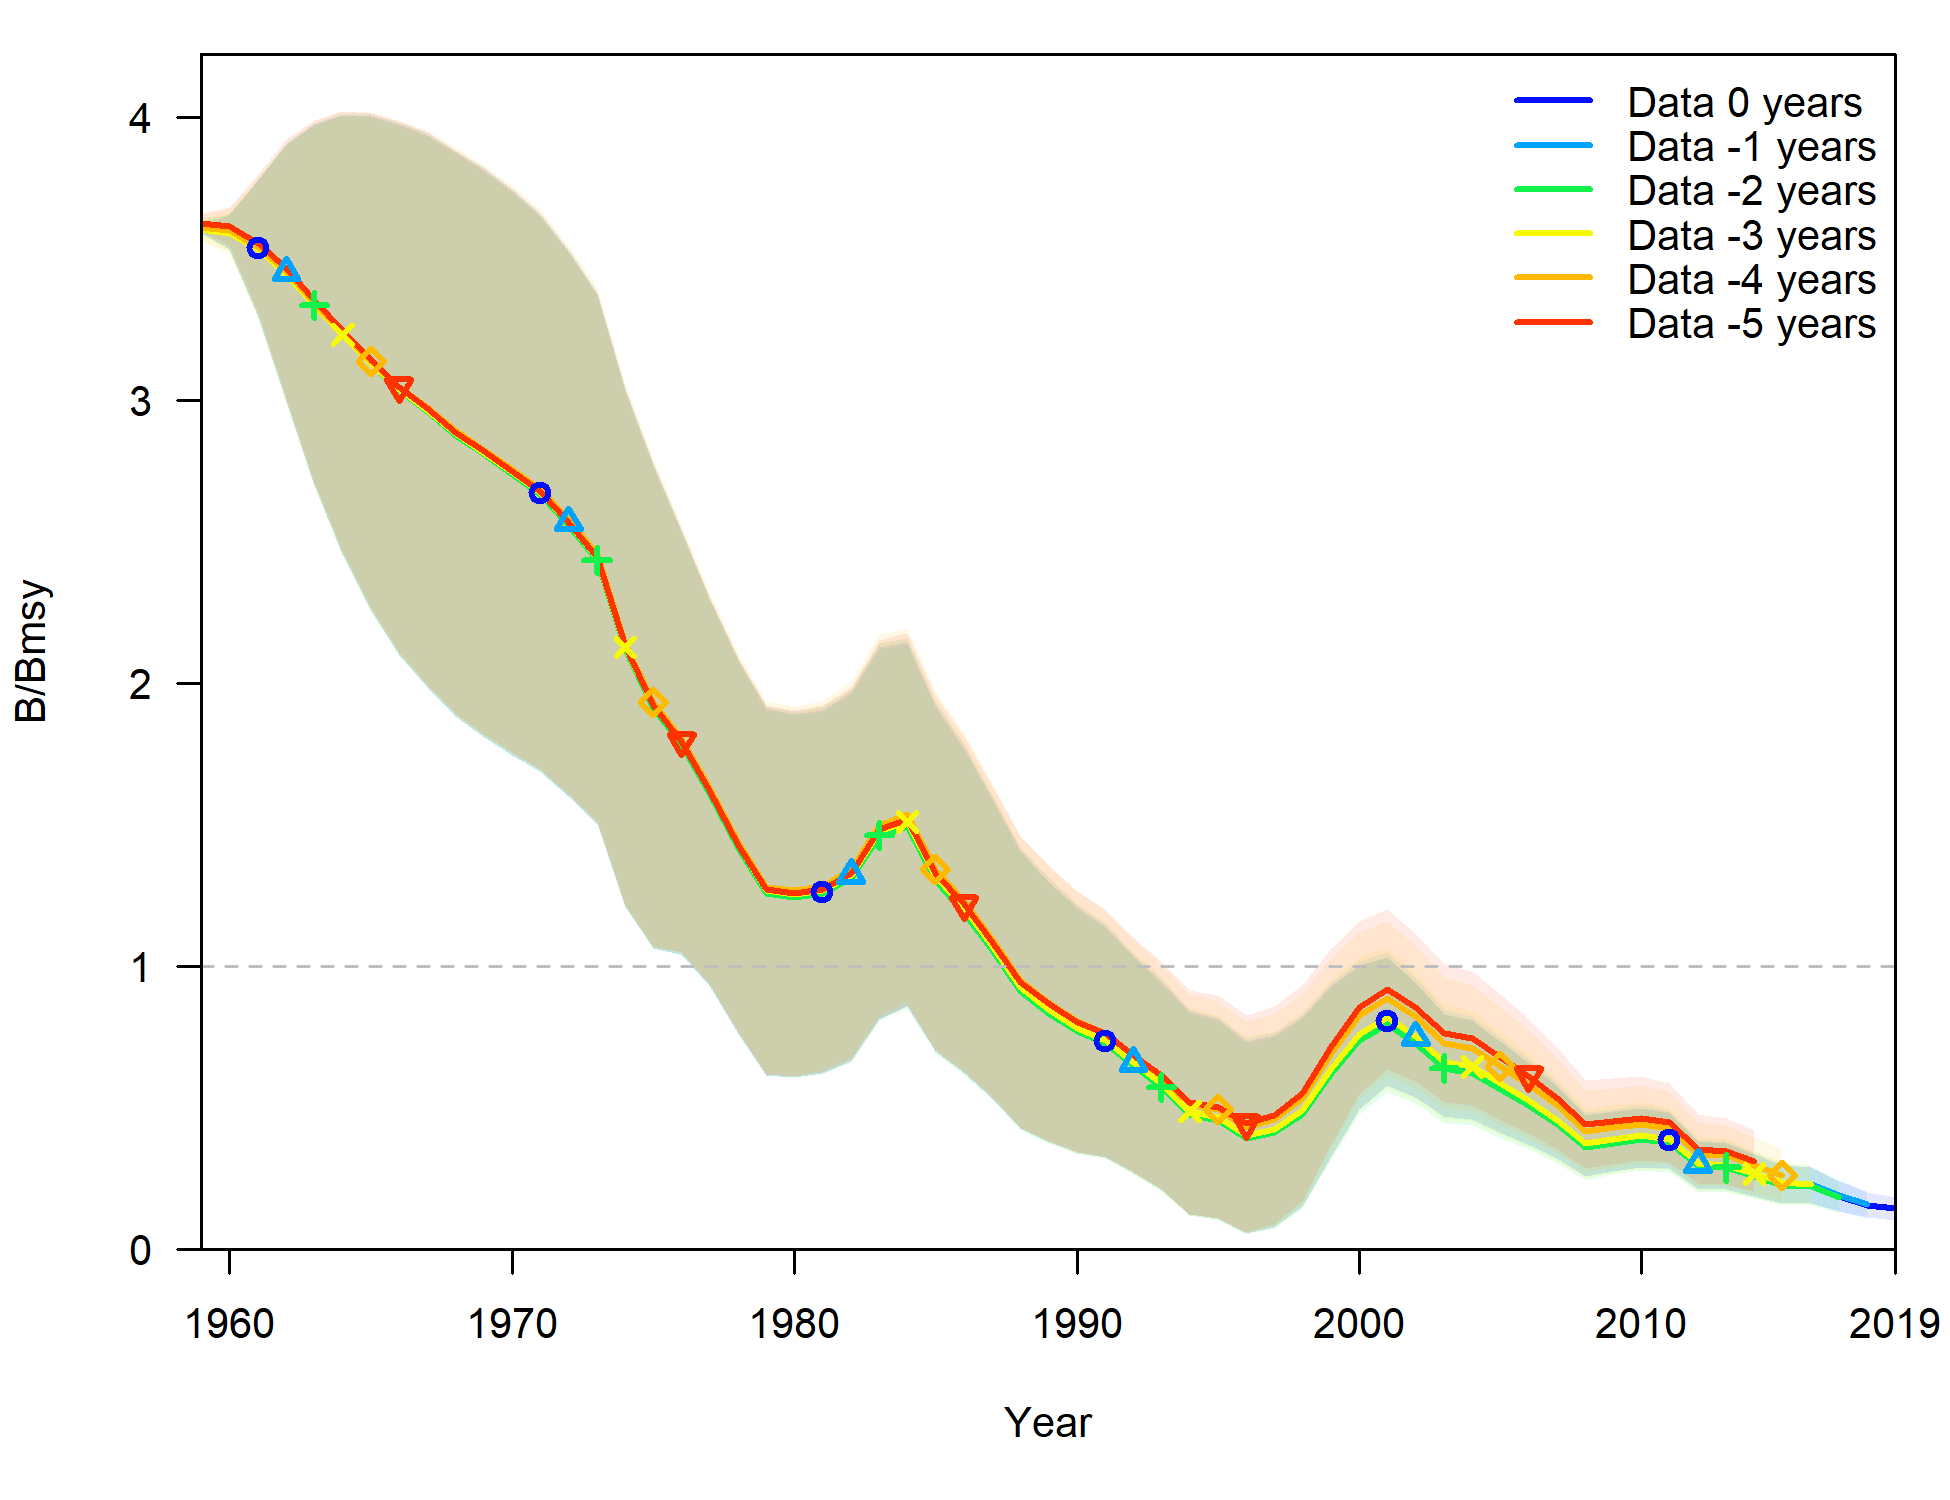 Data 0 years
Data -1 years
Data -2 years
Data -3 years
Data -4 years
Data -5 years
4
3
2
1
0
B/Bmsy
1960 1970 1980 1990 2000 2010 2019
Year